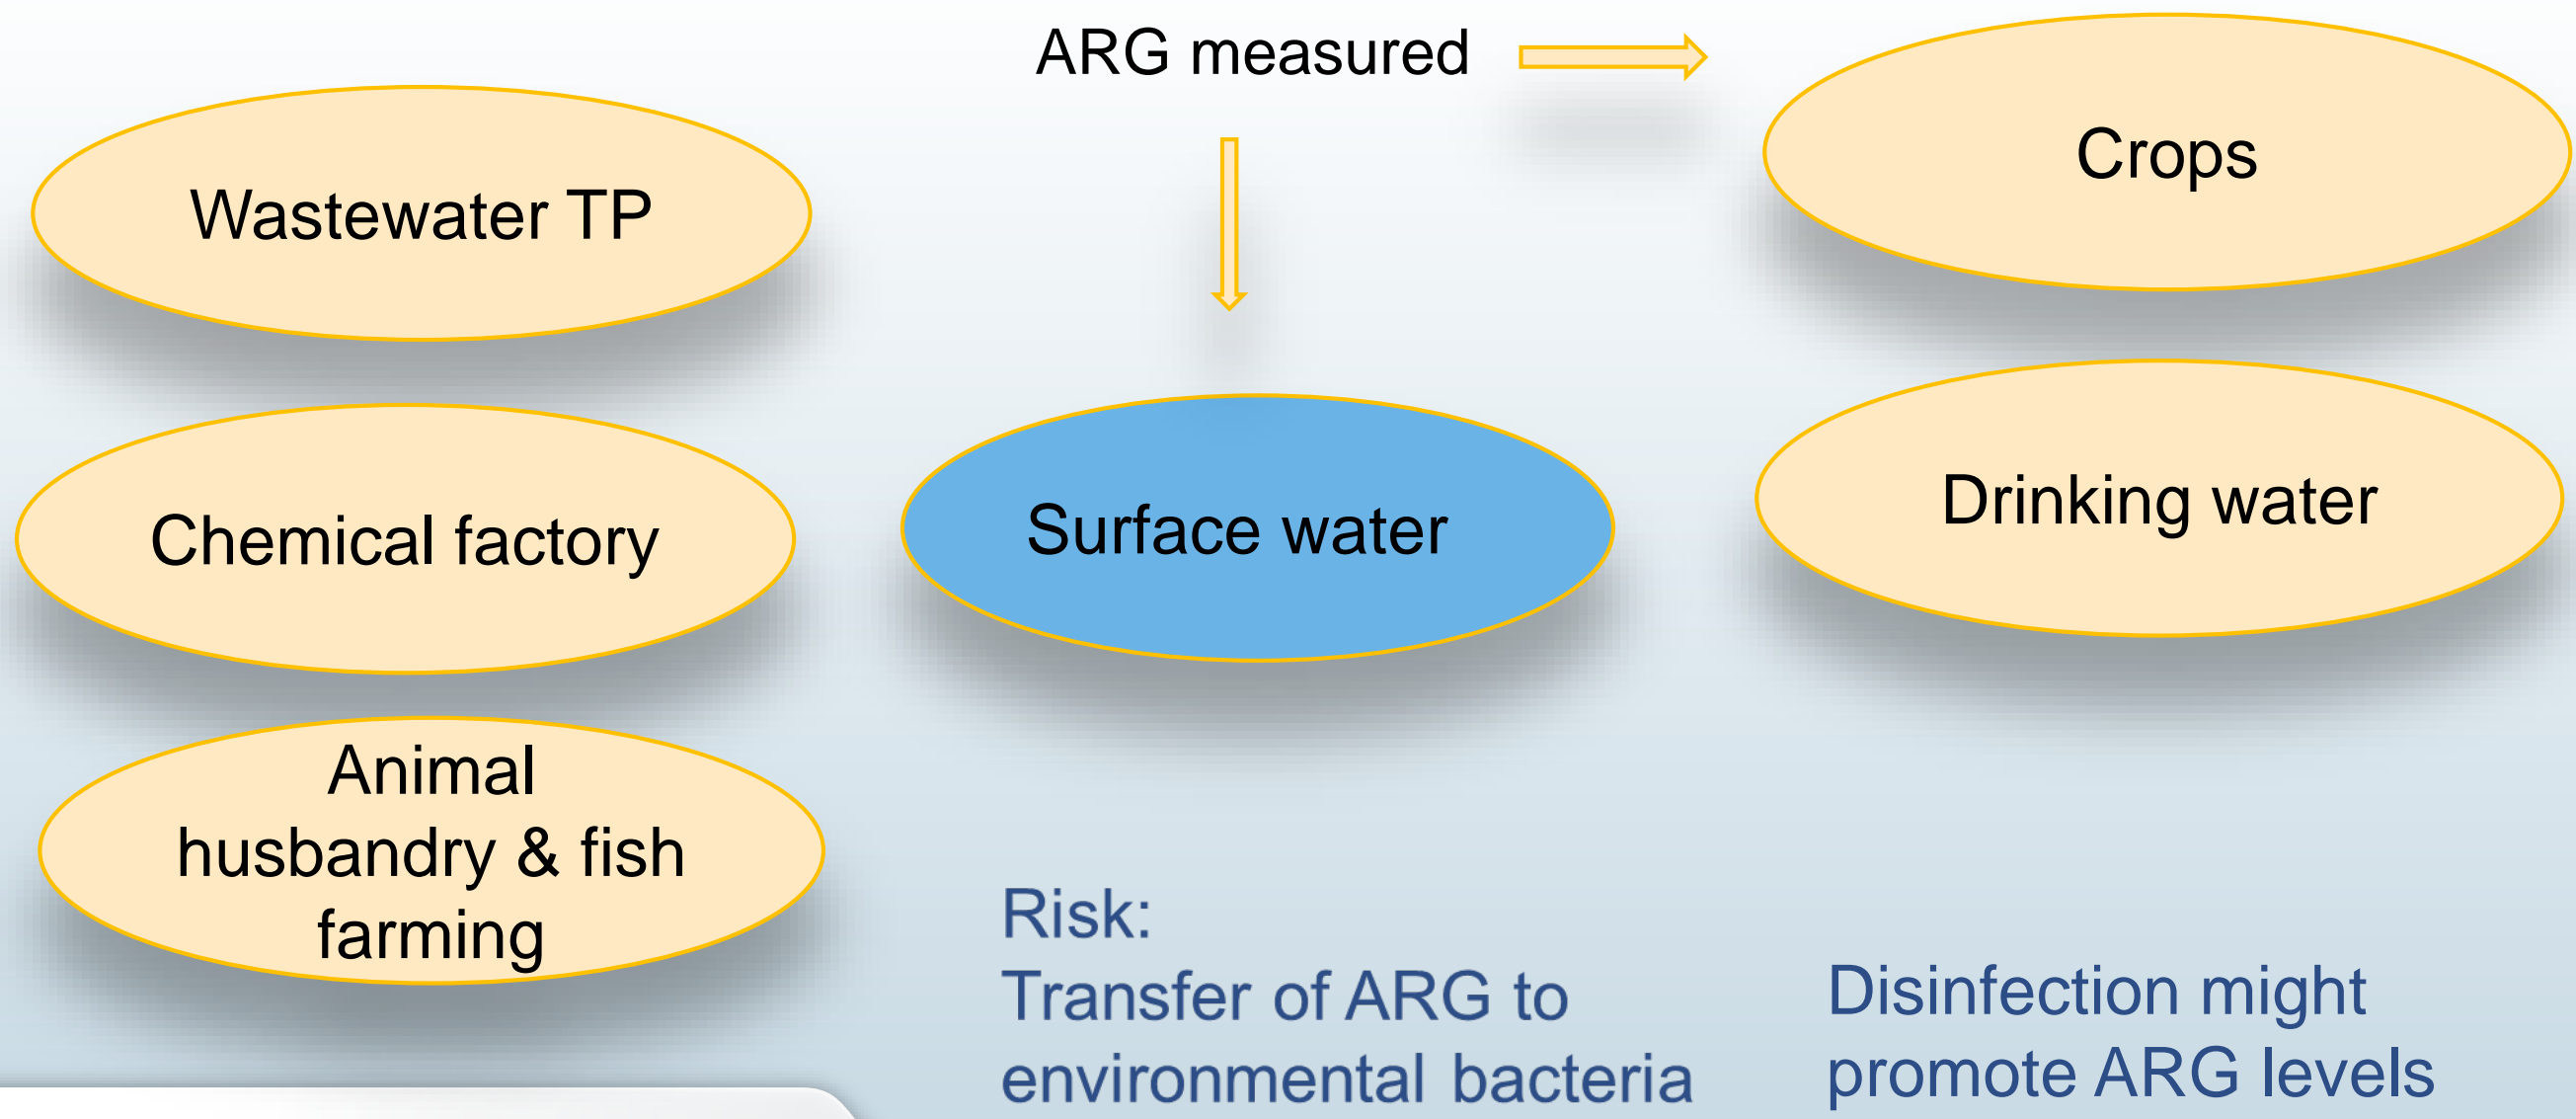 ARG measured
Wastewater TP
Chemical factory
Animal
husbandry & fish
farming
Surface water
Risk:
Transfer of ARG to
environmental bacteria
Crops
Drinking water
Disinfection might
promote ARG levels